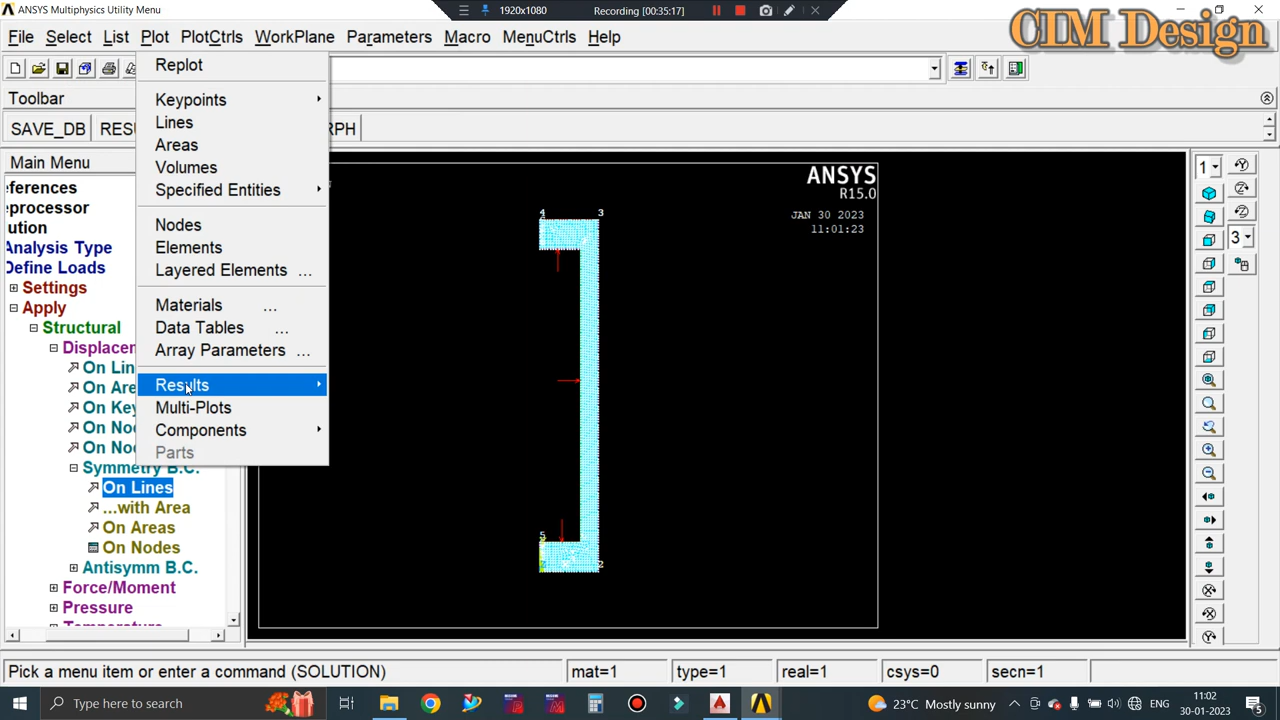 ANSYS Multiphysics Utility Menu
1920x1080
Recording [00:35:17]
CIM Design
File Select List Plot PlotCtrls WorkPlane Parameters Macro MenuCtrls Help
Replot
Keypoints
Lines
Areas
Volumes
Specified Entities
Nodes
Elements
Layered Elements ...
Materials ...
Data Tables ...
Array Parameters ...
Results
Multi-Plots
Components
Parts
Toolbar
SAVE_DB RESU RPH
Main Menu
ferences
eprocessor
ution
Analysis Type
Define Loads
Settings
Apply
Structural
Displacem
On Lin
On Are
On Key
On No
On No
Symmetry B.C.
On Lines
...with Area
On Areas
On Nodes
Antisymm B.C.
Force/Moment
Pressure
ANSYS
R15.0
JAN 30 2023
11:01:23
4 3
5
2
1
3
Pick a menu item or enter a command (SOLUTION)
mat=1 type=1 real=1 csys=0 secn=1
Type here to search
23°C Mostly sunny
ENG
11:02
30-01-2023
5